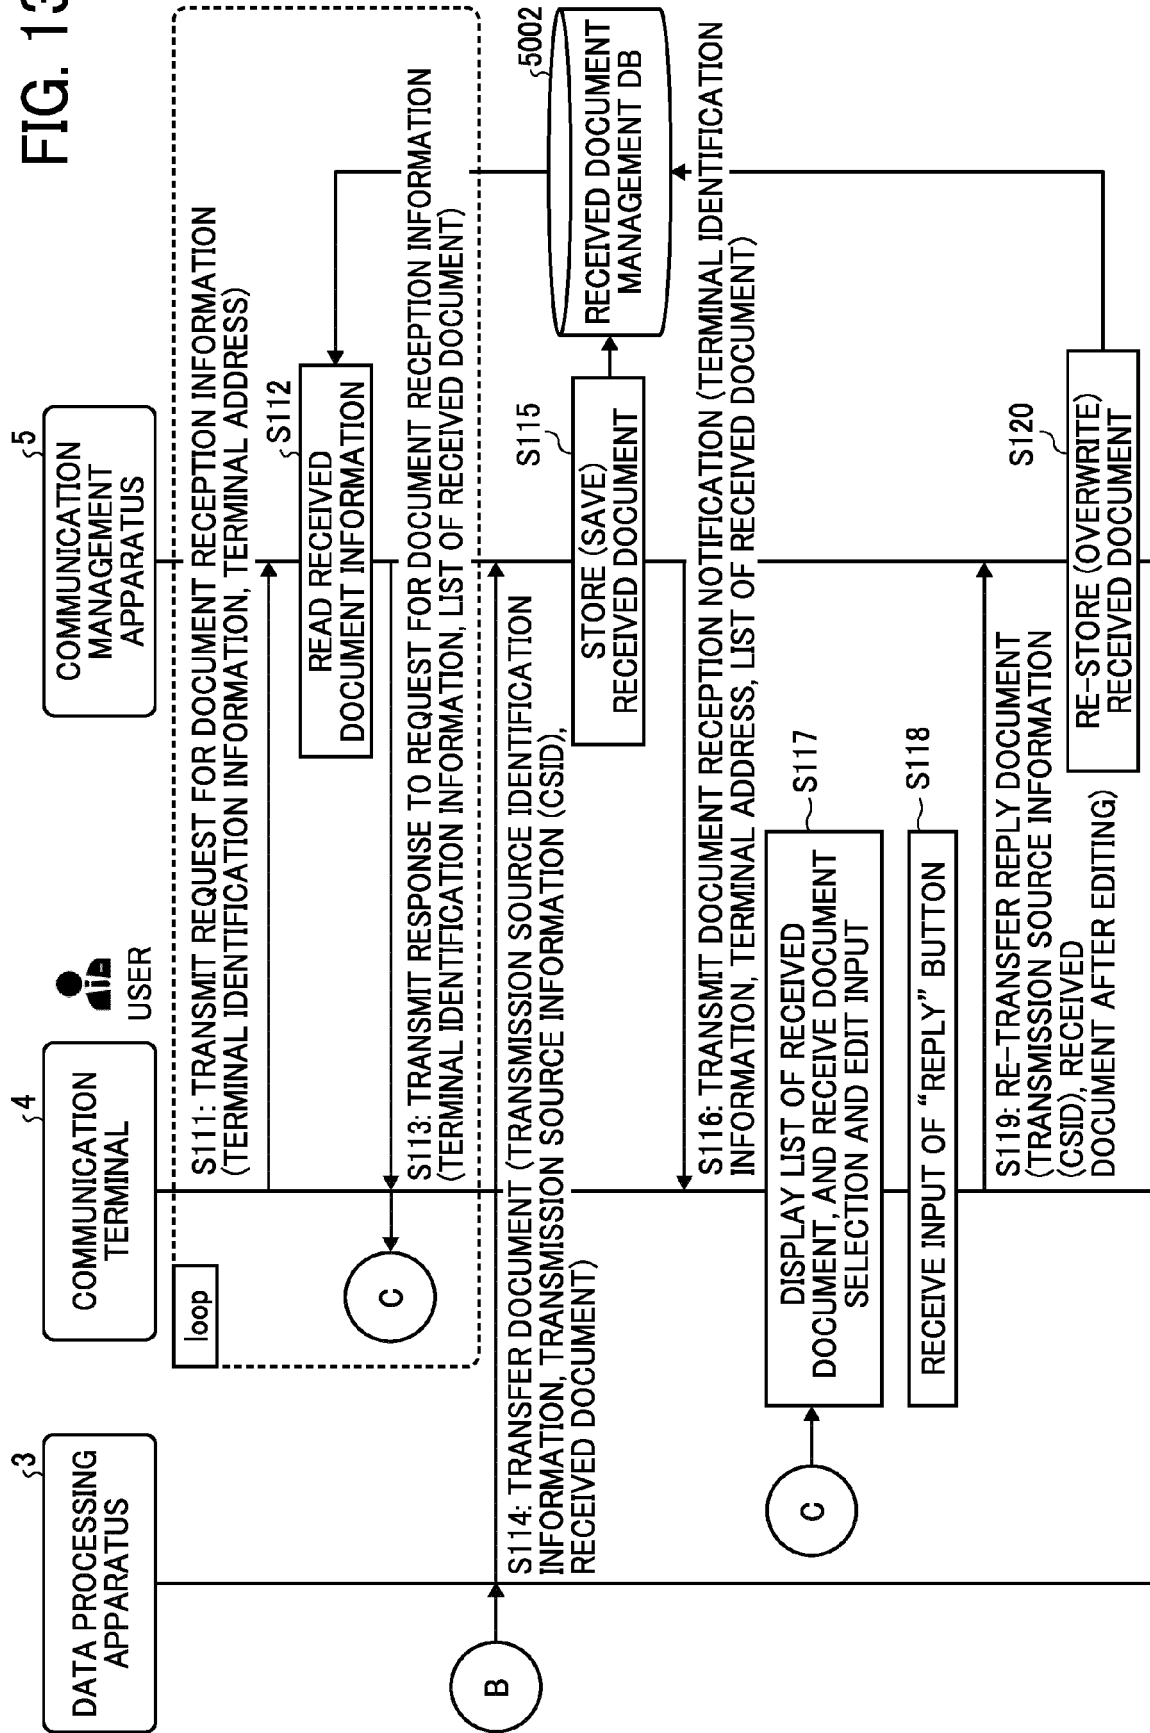 FIG. 13
DATA PROCESSING
APPARATUS
3
COMMUNICATION
TERMINAL
4
USER
COMMUNICATION
MANAGEMENT
APPARATUS
5
loop
S111: TRANSMIT REQUEST FOR DOCUMENT RECEPTION INFORMATION
(TERMINAL IDENTIFICATION INFORMATION, TERMINAL ADDRESS)
S112
READ RECEIVED
DOCUMENT INFORMATION
C
S113: TRANSMIT RESPONSE TO REQUEST FOR DOCUMENT RECEPTION INFORMATION
(TERMINAL IDENTIFICATION INFORMATION, LIST OF RECEIVED DOCUMENT)
B
S114: TRANSFER DOCUMENT (TRANSMISSION SOURCE IDENTIFICATION
INFORMATION, TRANSMISSION SOURCE INFORMATION (CSID),
RECEIVED DOCUMENT)
S115
STORE (SAVE)
RECEIVED DOCUMENT
5002
RECEIVED DOCUMENT
MANAGEMENT DB
S116: TRANSMIT DOCUMENT RECEPTION NOTIFICATION (TERMINAL IDENTIFICATION
INFORMATION, TERMINAL ADDRESS, LIST OF RECEIVED DOCUMENT)
C
S117
DISPLAY LIST OF RECEIVED
DOCUMENT, AND RECEIVE DOCUMENT
SELECTION AND EDIT INPUT
S118
RECEIVE INPUT OF “REPLY” BUTTON
S119: RE-TRANSFER REPLY DOCUMENT
(TRANSMISSION SOURCE INFORMATION
(CSID), RECEIVED
DOCUMENT AFTER EDITING)
S120
RE-STORE (OVERWRITE)
RECEIVED DOCUMENT